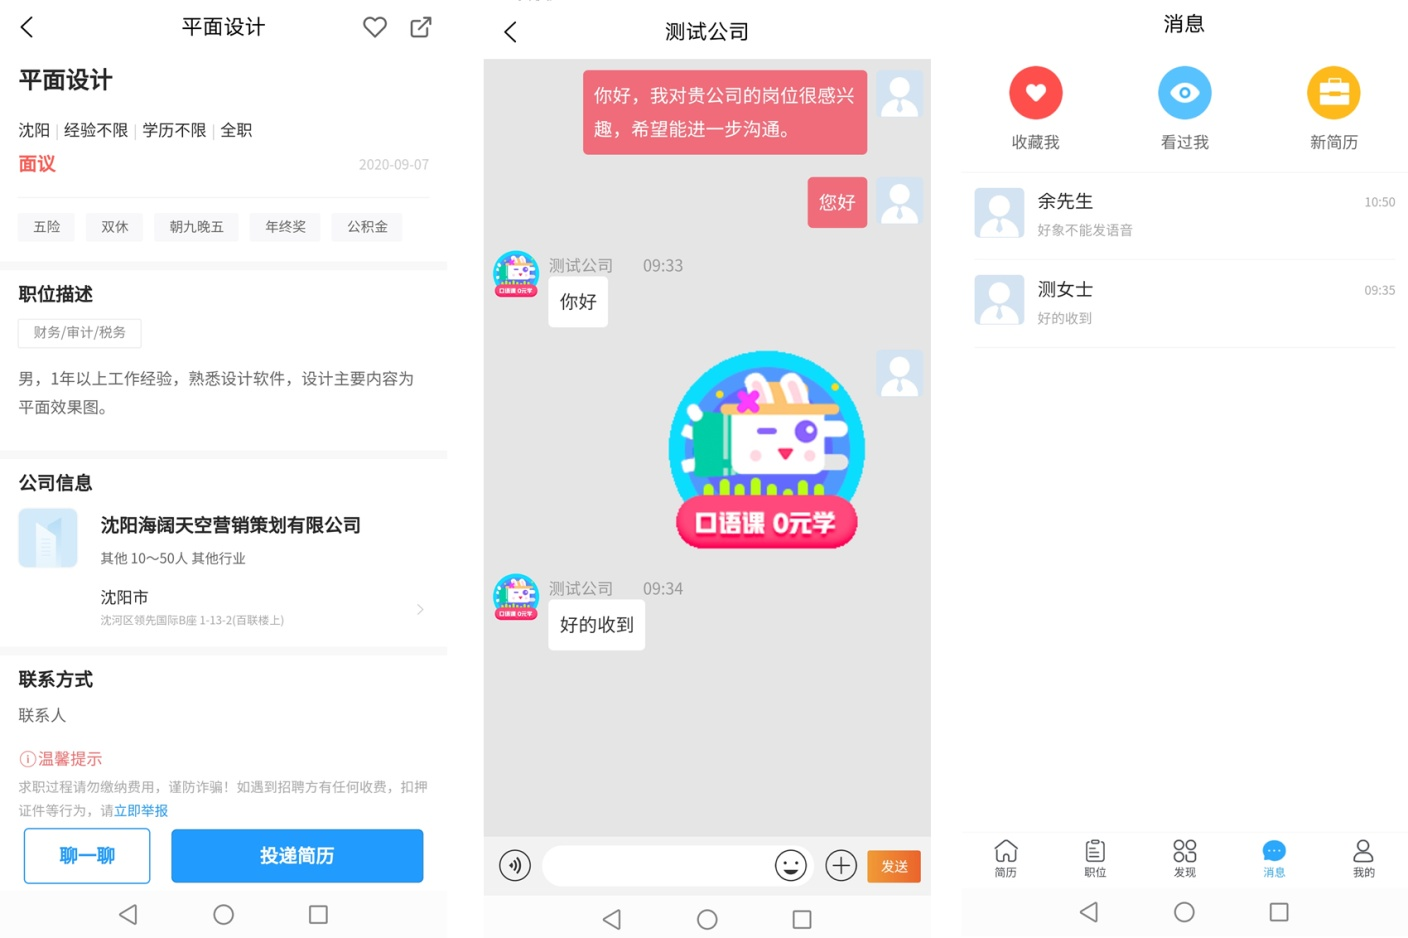 平面设计
平面设计
沈阳 | 经验不限 | 学历不限 | 全职
面议
2020-09-07
五险
双休
朝九晚五
年终奖
公积金
职位描述
财务/审计/税务
男，1年以上工作经验，熟悉设计软件，设计主要内容为
平面效果图。
公司信息
沈阳海阔天空营销策划有限公司
其他 10～50人 其他行业
沈阳市
沈河区领先国际B座 1-13-2(百联楼上)
联系方式
联系人
温馨提示
求职过程请勿缴纳费用，谨防诈骗！如遇到招聘方有任何收费，扣押
证件等行为，请立即举报
聊一聊
投递简历
测试公司
你好，我对贵公司的岗位很感兴
趣，希望能进一步沟通。
您好
测试公司 09:33
口语课 0元学
你好
口语课 0元学
测试公司 09:34
口语课 0元学
好的收到
发送
消息
收藏我
看过我
新简历
余先生
10:50
好象不能发语音
测女士
09:35
好的收到
简历
职位
发现
消息
我的